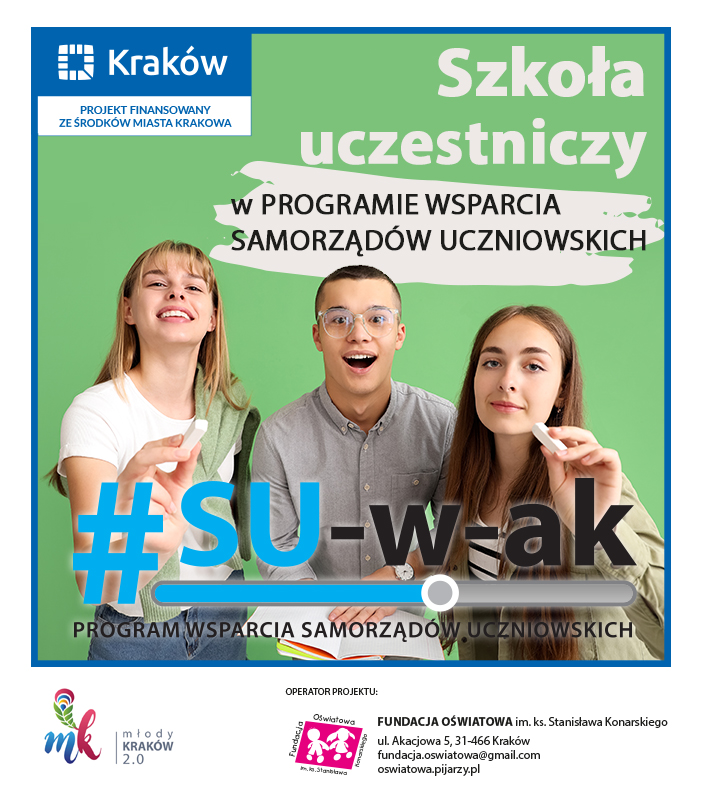 Kraków
PROJEKT FINANSOWANY
ZE ŚRODKÓW MIASTA KRAKOWA
Szkoła
uczestniczy
w PROGRAMIE WSPARCIA
SAMORZĄDÓW UCZNIOWSKICH
#SU-w-ak
PROGRAM WSPARCIA SAMORZĄDÓW UCZNIOWSKICH
mk
młody
KRAKÓW
2.0
OPERATOR PROJEKTU:
Fundacja
Oświatowa
im. ks. Stanisława
Konarskiego
FUNDACJA OŚWIATOWA im. ks. Stanisława Konarskiego
ul. Akacjowa 5, 31-466 Kraków
fundacja.oswiatowa@gmail.com
oswiatowa.pijarzy.pl